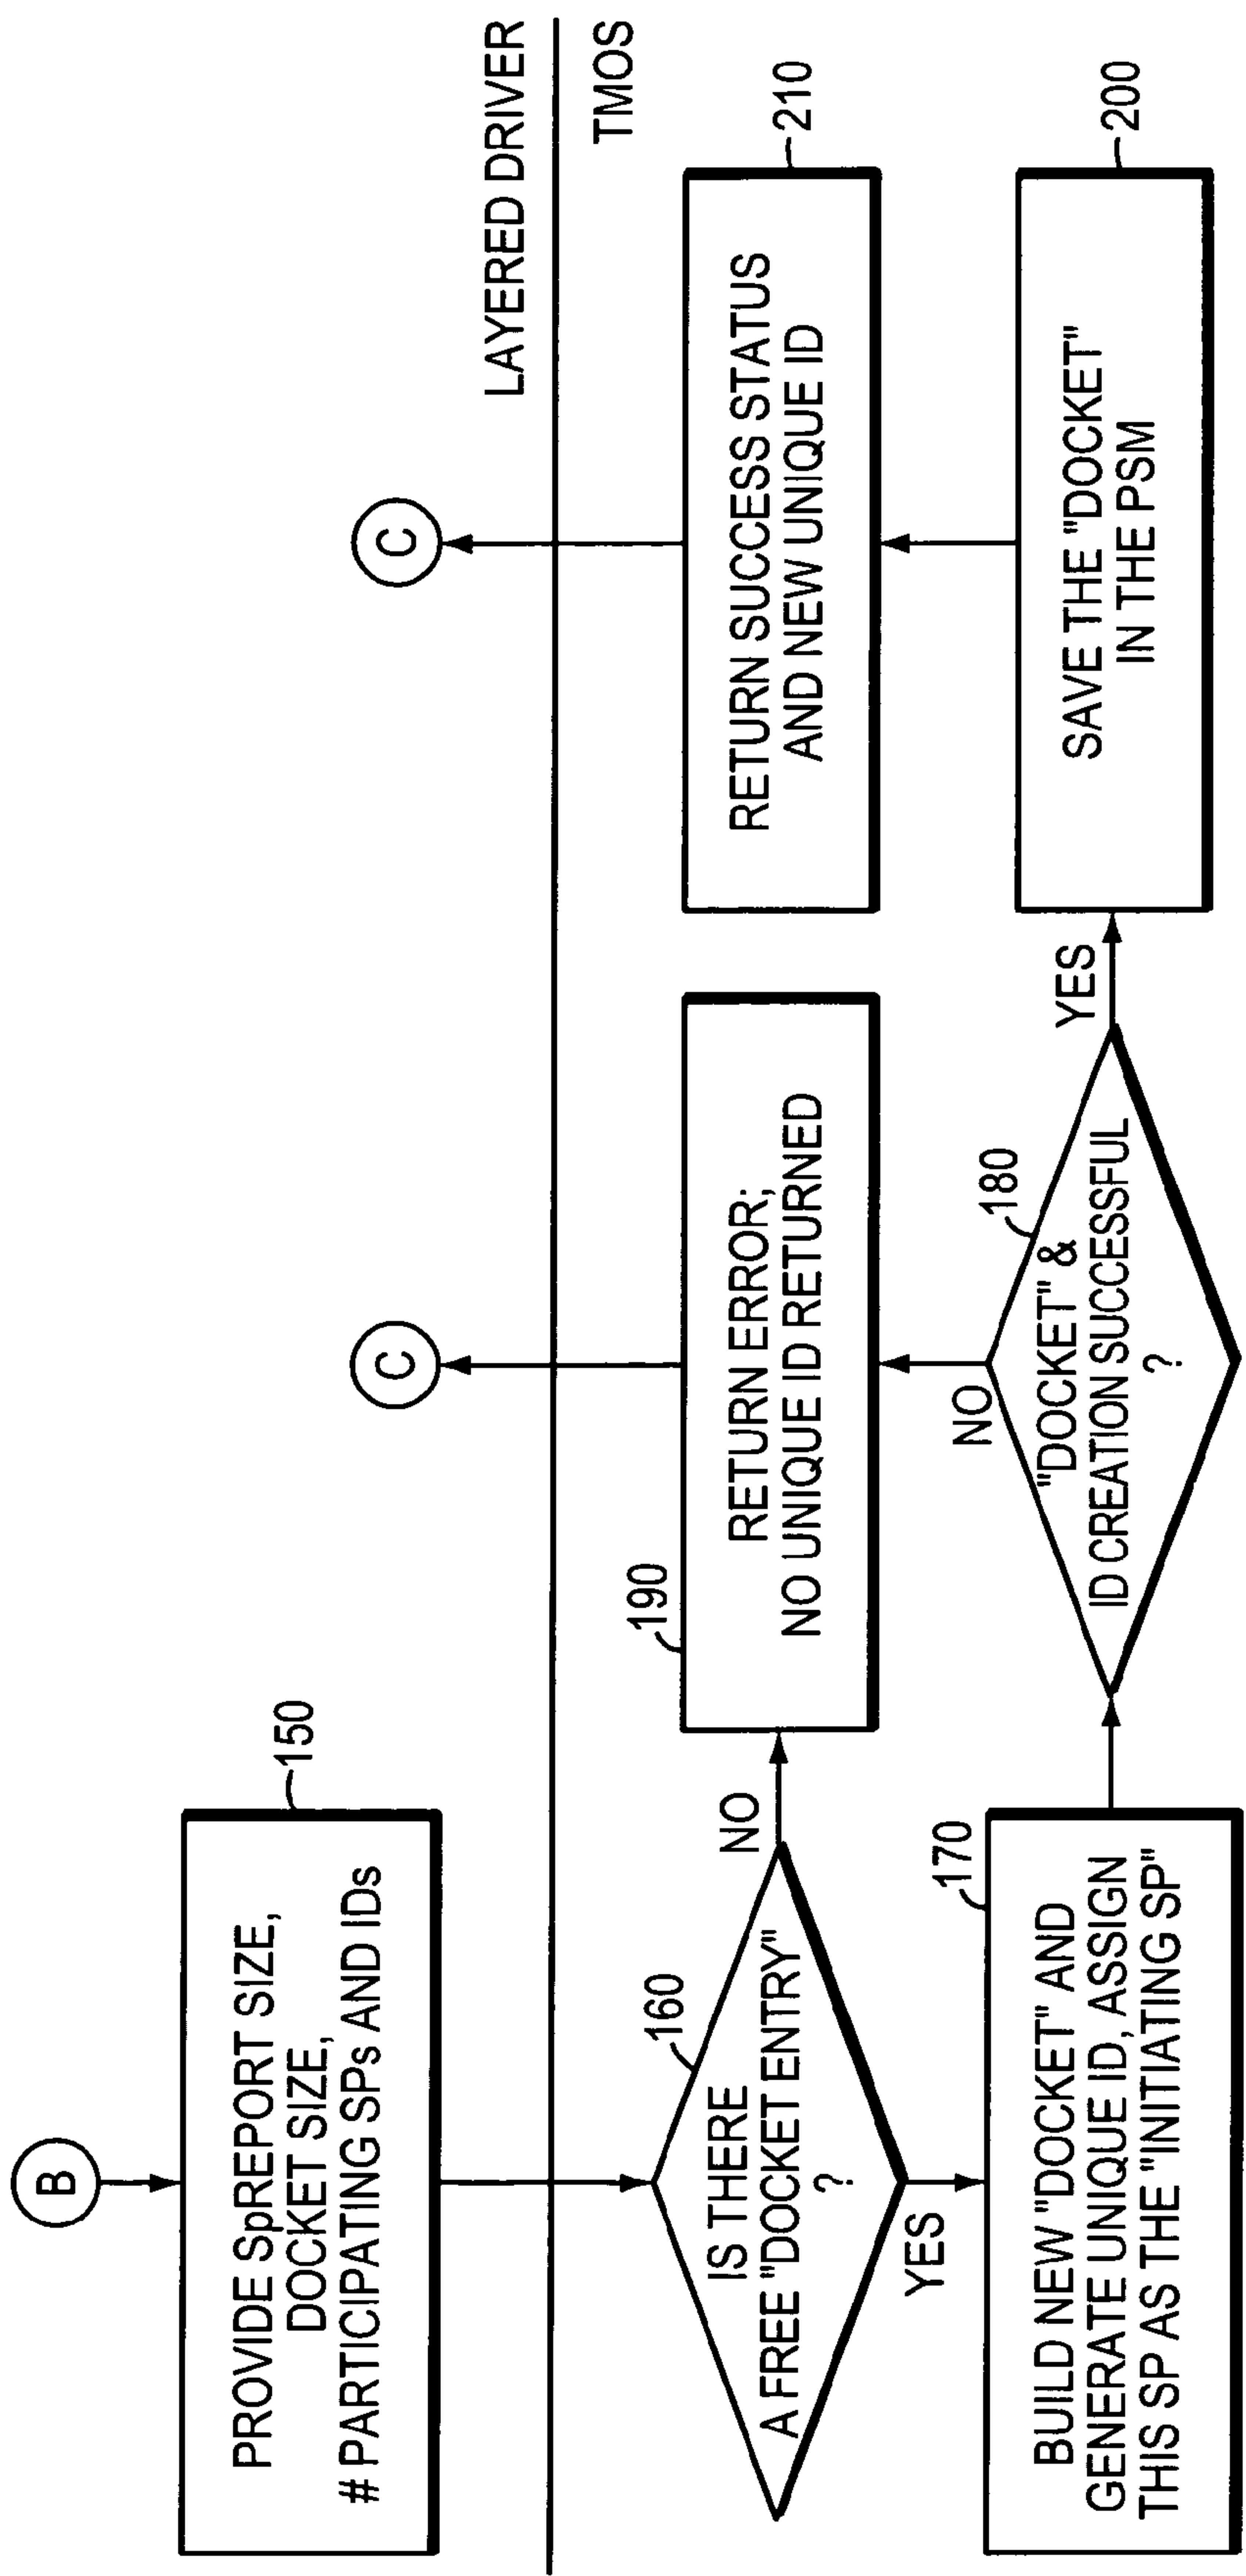 B
PROVIDE SpREPORT SIZE,
DOCKET SIZE,
# PARTICIPATING SPs AND IDs
150
C
C
LAYERED DRIVER
TMOS
IS THERE
A FREE "DOCKET ENTRY"
?
160
NO
YES
190
RETURN ERROR;
NO UNIQUE ID RETURNED
RETURN SUCCESS STATUS
AND NEW UNIQUE ID
210
BUILD NEW "DOCKET" AND
GENERATE UNIQUE ID, ASSIGN
THIS SP AS THE "INITIATING SP"
170
NO
"DOCKET" &
ID CREATION SUCCESSFUL
?
180
YES
SAVE THE "DOCKET"
IN THE PSM
200